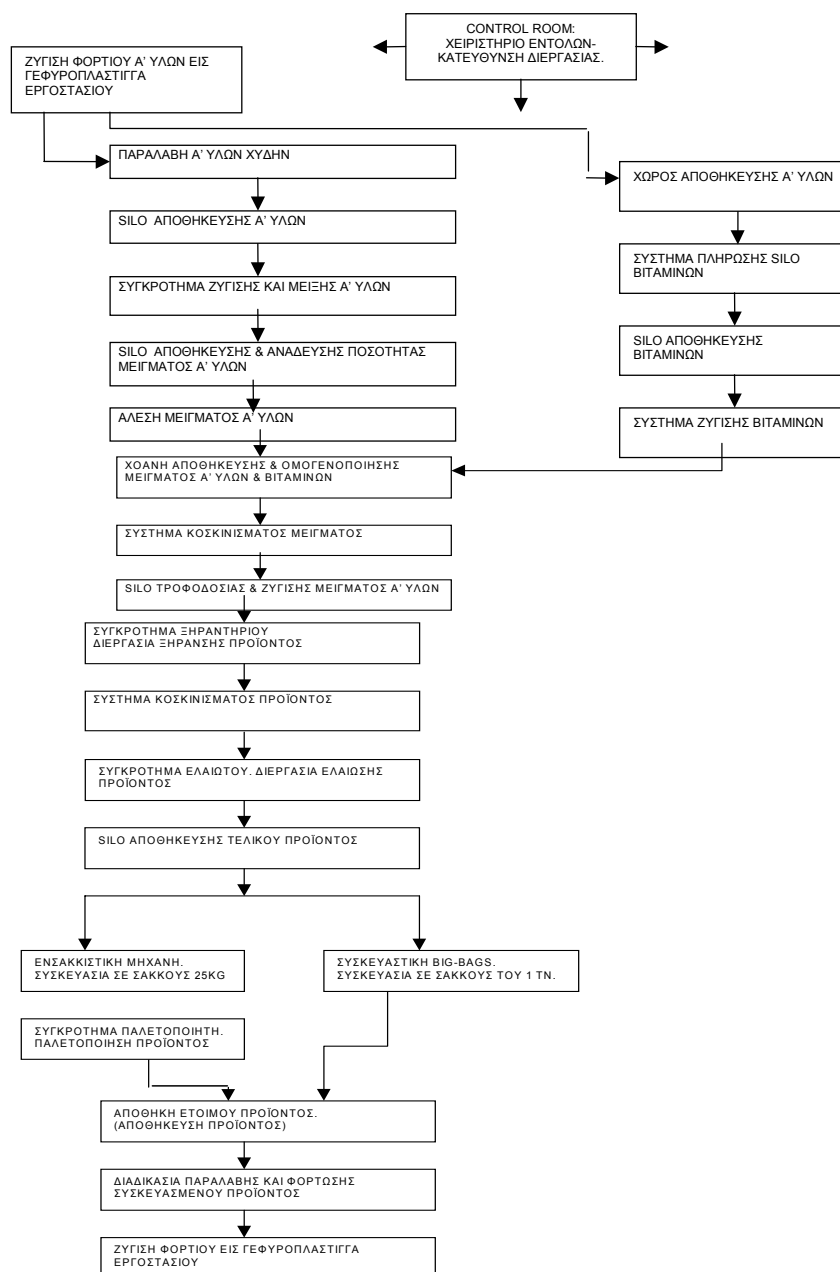 CONTROL ROOM:
ΧΕΙΡΙΣΤΗΡΙΟ ΕΝΤΟΛΩΝ-
ΚΑΤΕΥΘΥΝΣΗ ΔΙΕΡΓΑΣΙΑΣ.
ΖΥΓΙΣΗ ΦΟΡΤΙΟΥ Α' ΥΛΩΝ ΕΙΣ
ΓΕΦΥΡΟΠΛΑΣΤΙΓΓΑ
ΕΡΓΟΣΤΑΣΙΟΥ
ΠΑΡΑΛΑΒΗ Α' ΥΛΩΝ ΧΥΔΗΝ
SILO ΑΠΟΘΗΚΕΥΣΗΣ Α' ΥΛΩΝ
ΣΥΓΚΡΟΤΗΜΑ ΖΥΓΙΣΗΣ ΚΑΙ ΜΕΙΞΗΣ Α' ΥΛΩΝ
SILO ΑΠΟΘΗΚΕΥΣΗΣ & ΑΝΑΔΕΥΣΗΣ ΠΟΣΟΤΗΤΑΣ
ΜΕΙΓΜΑΤΟΣ Α' ΥΛΩΝ
ΑΛΕΣΗ ΜΕΙΓΜΑΤΟΣ Α' ΥΛΩΝ
ΧΩΡΟΣ ΑΠΟΘΗΚΕΥΣΗΣ Α' ΥΛΩΝ
ΣΥΣΤΗΜΑ ΠΛΗΡΩΣΗΣ SILO
ΒΙΤΑΜΙΝΩΝ
SILO ΑΠΟΘΗΚΕΥΣΗΣ
ΒΙΤΑΜΙΝΩΝ
ΣΥΣΤΗΜΑ ΖΥΓΙΣΗΣ ΒΙΤΑΜΙΝΩΝ
ΧΟΑΝΗ ΑΠΟΘΗΚΕΥΣΗΣ & ΟΜΟΓΕΝΟΠΟΙΗΣΗΣ
ΜΕΙΓΜΑΤΟΣ Α' ΥΛΩΝ & ΒΙΤΑΜΙΝΩΝ
ΣΥΣΤΗΜΑ ΚΟΣΚΙΝΙΣΜΑΤΟΣ ΜΕΙΓΜΑΤΟΣ
SILO ΤΡΟΦΟΔΟΣΙΑΣ & ΖΥΓΙΣΗΣ ΜΕΙΓΜΑΤΟΣ Α' ΥΛΩΝ
ΣΥΓΚΡΟΤΗΜΑ ΞΗΡΑΝΤΗΡΙΟΥ
ΔΙΕΡΓΑΣΙΑ ΞΗΡΑΝΣΗΣ ΠΡΟΪΟΝΤΟΣ
ΣΥΣΤΗΜΑ ΚΟΣΚΙΝΙΣΜΑΤΟΣ ΠΡΟΪΟΝΤΟΣ
ΣΥΓΚΡΟΤΗΜΑ ΕΛΑΙΩΤΟΥ. ΔΙΕΡΓΑΣΙΑ ΕΛΑΙΩΣΗΣ
ΠΡΟΪΟΝΤΟΣ
SILO ΑΠΟΘΗΚΕΥΣΗΣ ΤΕΛΙΚΟΥ ΠΡΟΪΟΝΤΟΣ
ΕΝΣΑΚΚΙΣΤΙΚΗ ΜΗΧΑΝΗ.
ΣΥΣΚΕΥΑΣΙΑ ΣΕ ΣΑΚΚΟΥΣ 25KG
ΣΥΣΚΕΥΑΣΤΙΚΗ BIG-BAGS.
ΣΥΣΚΕΥΑΣΙΑ ΣΕ ΣΑΚΚΟΥΣ ΤΟΥ 1 ΤΝ.
ΣΥΓΚΡΟΤΗΜΑ ΠΑΛΕΤΟΠΟΙΗΤΗ.
ΠΑΛΕΤΟΠΟΙΗΣΗ ΠΡΟΪΟΝΤΟΣ
ΑΠΟΘΗΚΗ ΕΤΟΙΜΟΥ ΠΡΟΪΟΝΤΟΣ.
(ΑΠΟΘΗΚΕΥΣΗ ΠΡΟΪΟΝΤΟΣ)
ΔΙΑΔΙΚΑΣΙΑ ΠΑΡΑΛΑΒΗΣ ΚΑΙ ΦΟΡΤΩΣΗΣ
ΣΥΣΚΕΥΑΣΜΕΝΟΥ ΠΡΟΪΟΝΤΟΣ
ΖΥΓΙΣΗ ΦΟΡΤΙΟΥ ΕΙΣ ΓΕΦΥΡΟΠΛΑΣΤΙΓΓΑ
ΕΡΓΟΣΤΑΣΙΟΥ